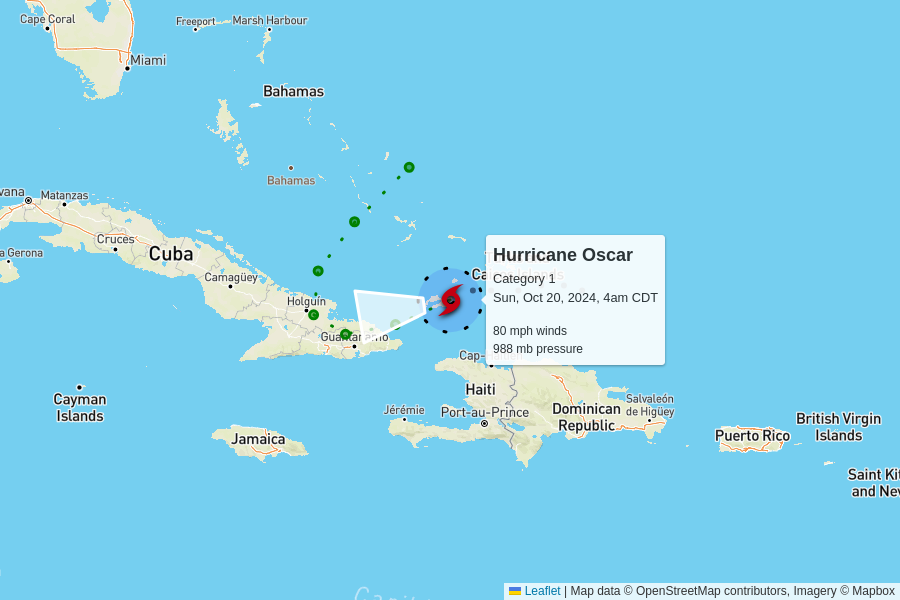 Cape Coral
Freeport
Marsh Harbour
Miami
Bahamas
Bahamas
vana
Matanzas
Cruces
a Gerona
Cuba
Camagüey
Holguín
Guantánamo
Hurricane Oscar
Category 1
Sun, Oct 20, 2024, 4am CDT
80 mph winds
988 mb pressure
Cap-
Haiti
Cayman
Islands
Jérémie
Port-au-Prince
Dominican
Republic
Salvaleón
de Higüey
British Virgin
Islands
Jamaica
Puerto Rico
Saint Kit
and Nev
Leaflet | Map data © OpenStreetMap contributors, Imagery © Mapbox